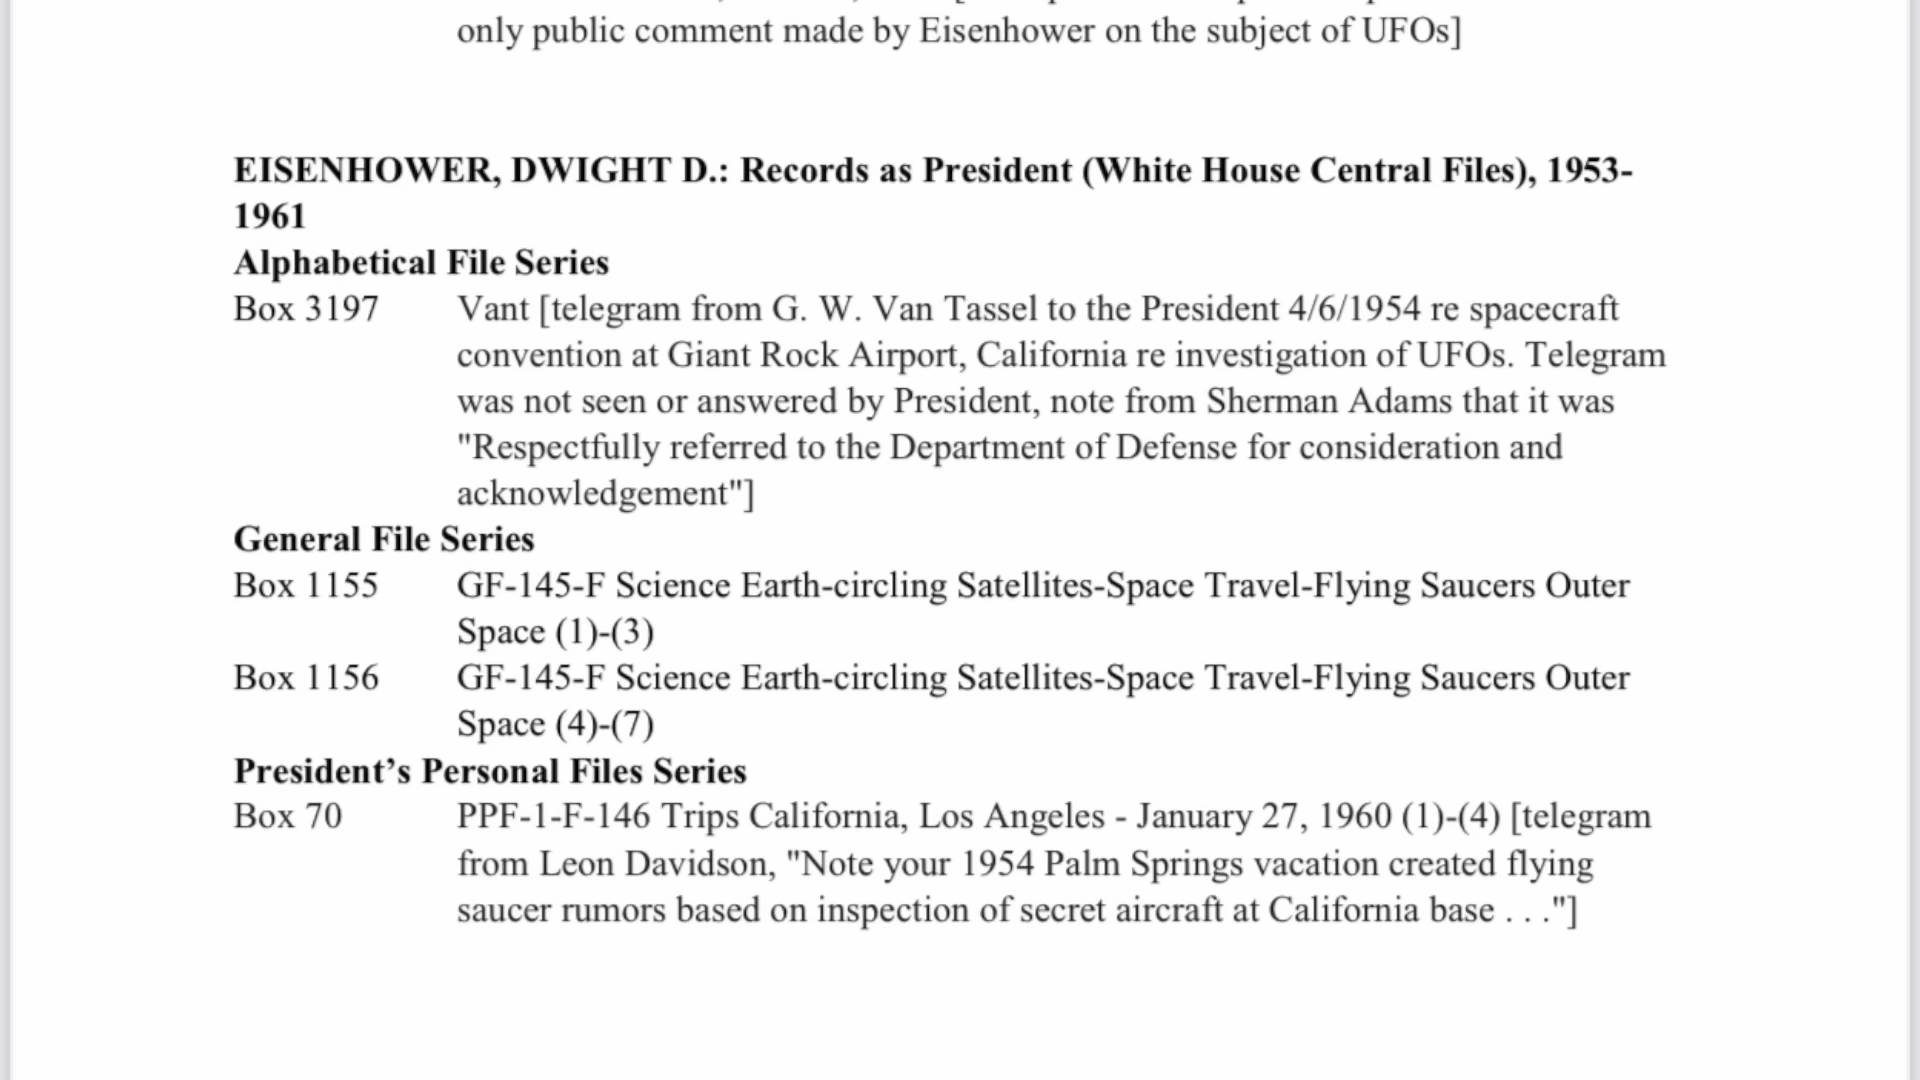 only public comment made by Eisenhower on the subject of UFOs]
EISENHOWER, DWIGHT D.: Records as President (White House Central Files), 1953-
1961
Alphabetical File Series
Box 3197 Vant [telegram from G. W. Van Tassel to the President 4/6/1954 re spacecraft
convention at Giant Rock Airport, California re investigation of UFOs. Telegram
was not seen or answered by President, note from Sherman Adams that it was
"Respectfully referred to the Department of Defense for consideration and
acknowledgement"]
General File Series
Box 1155 GF-145-F Science Earth-circling Satellites-Space Travel-Flying Saucers Outer
Space (1)-(3)
Box 1156 GF-145-F Science Earth-circling Satellites-Space Travel-Flying Saucers Outer
Space (4)-(7)
President’s Personal Files Series
Box 70 PPF-1-F-146 Trips California, Los Angeles - January 27, 1960 (1)-(4) [telegram
from Leon Davidson, "Note your 1954 Palm Springs vacation created flying
saucer rumors based on inspection of secret aircraft at California base . . ."]